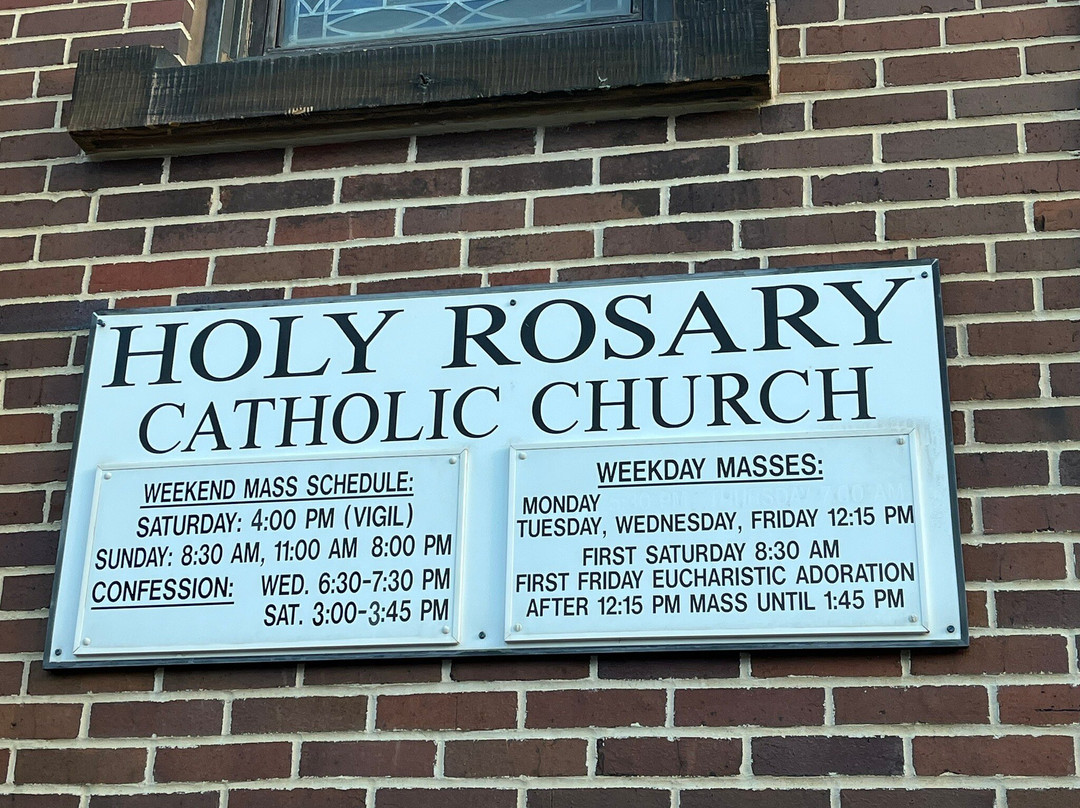 HOLY ROSARY
CATHOLIC CHURCH
WEEKEND MASS SCHEDULE:
SATURDAY: 4:00 PM (VIGIL)
SUNDAY: 8:30 AM, 11:00 AM 8:00 PM
CONFESSION: WED. 6:30-7:30 PM
SAT. 3:00-3:45 PM
WEEKDAY MASSES:
MONDAY
TUESDAY, WEDNESDAY, FRIDAY 12:15 PM
FIRST SATURDAY 8:30 AM
FIRST FRIDAY EUCHARISTIC ADORATION
AFTER 12:15 PM MASS UNTIL 1:45 PM